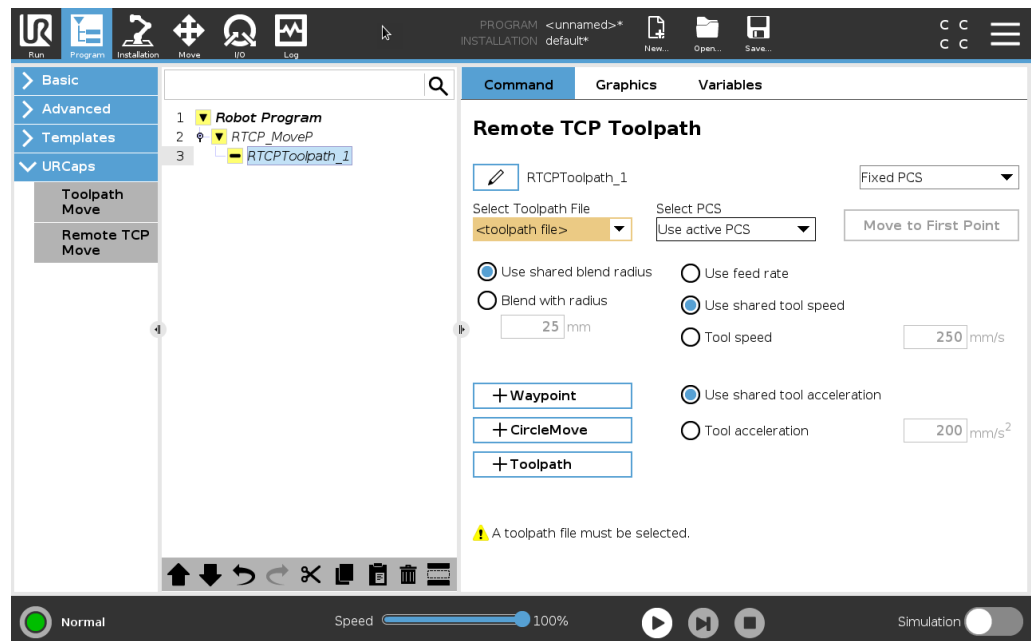 UR
PROGRAM <unnamed>*
INSTALLATION default*
C C
C C
Run Program Installation Move I/O Log
New... Open... Save...
Basic
Advanced
Templates
URCaps
Toolpath
Move
Remote TCP
Move
1 Robot Program
2 RTCP_MoveP
3 RTCPToolpath_1
Command Graphics Variables
Remote TCP Toolpath
RTCPToolpath_1
Fixed PCS
Select Toolpath File Select PCS
<toolpath file> Use active PCS Move to First Point
Use shared blend radius Use feed rate
Blend with radius Use shared tool speed
25 mm
Tool speed 250 mm/s
+ Waypoint Use shared tool acceleration
+ CircleMove Tool acceleration 200 mm/s²
+ Toolpath
A toolpath file must be selected.
Normal Speed 100% Simulation